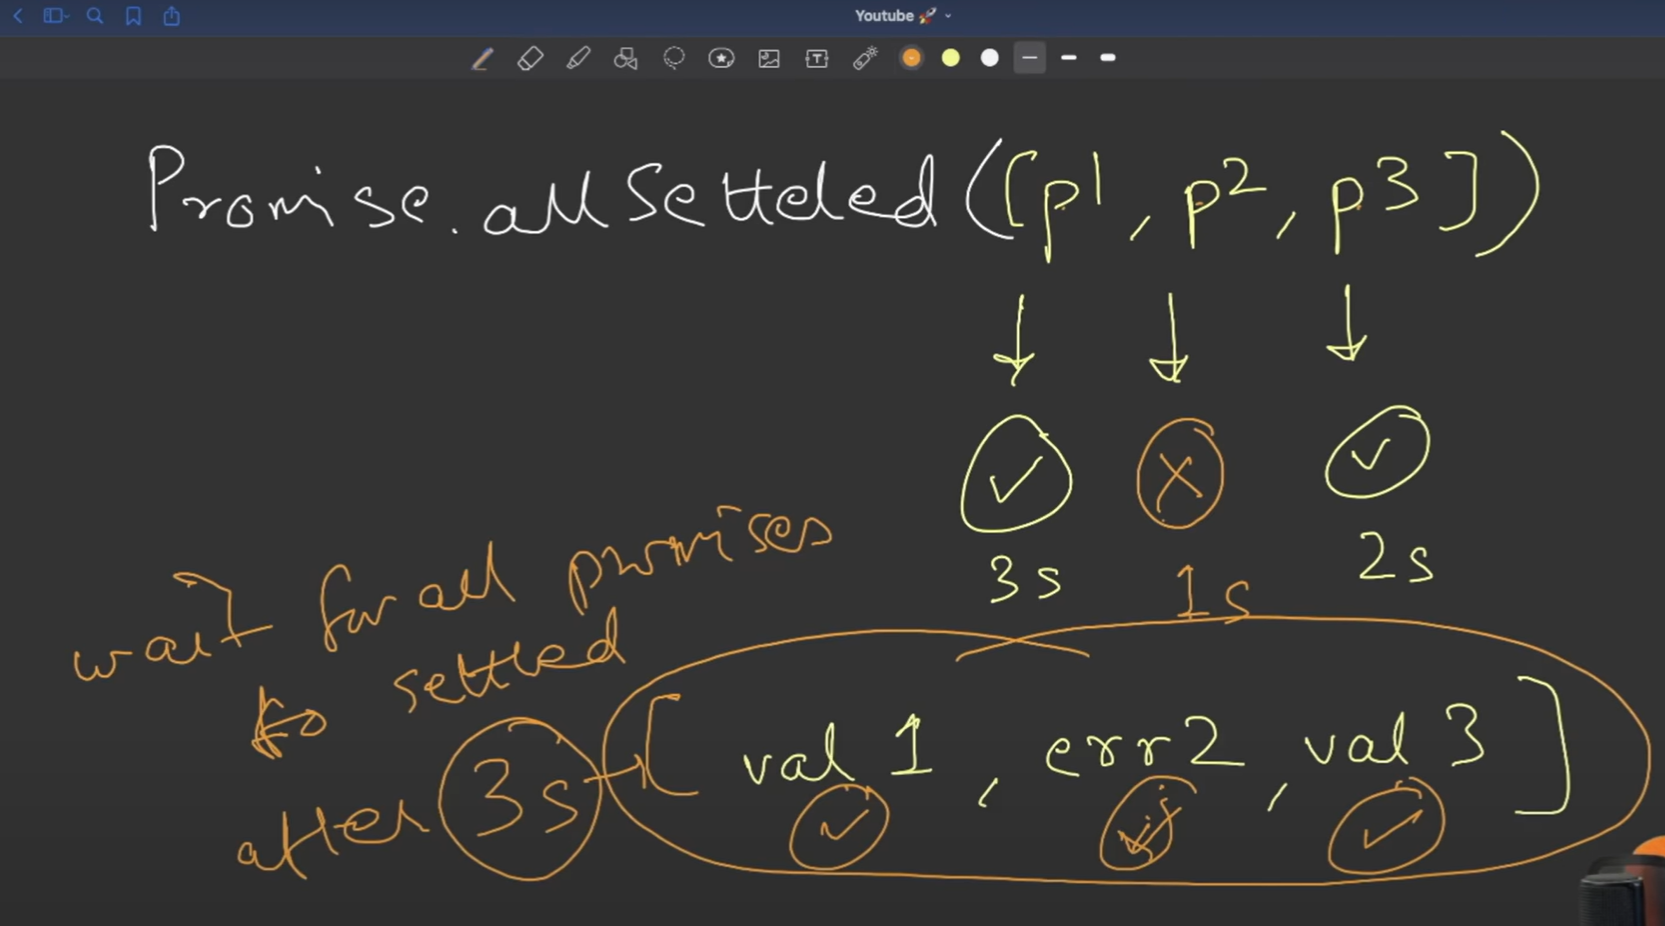 Youtube 🚀
Promise.allSettled([p1, p2, p3])
3s 1s 2s
wait for all promises
to settled
after 3s → [val 1, err2, val 3]